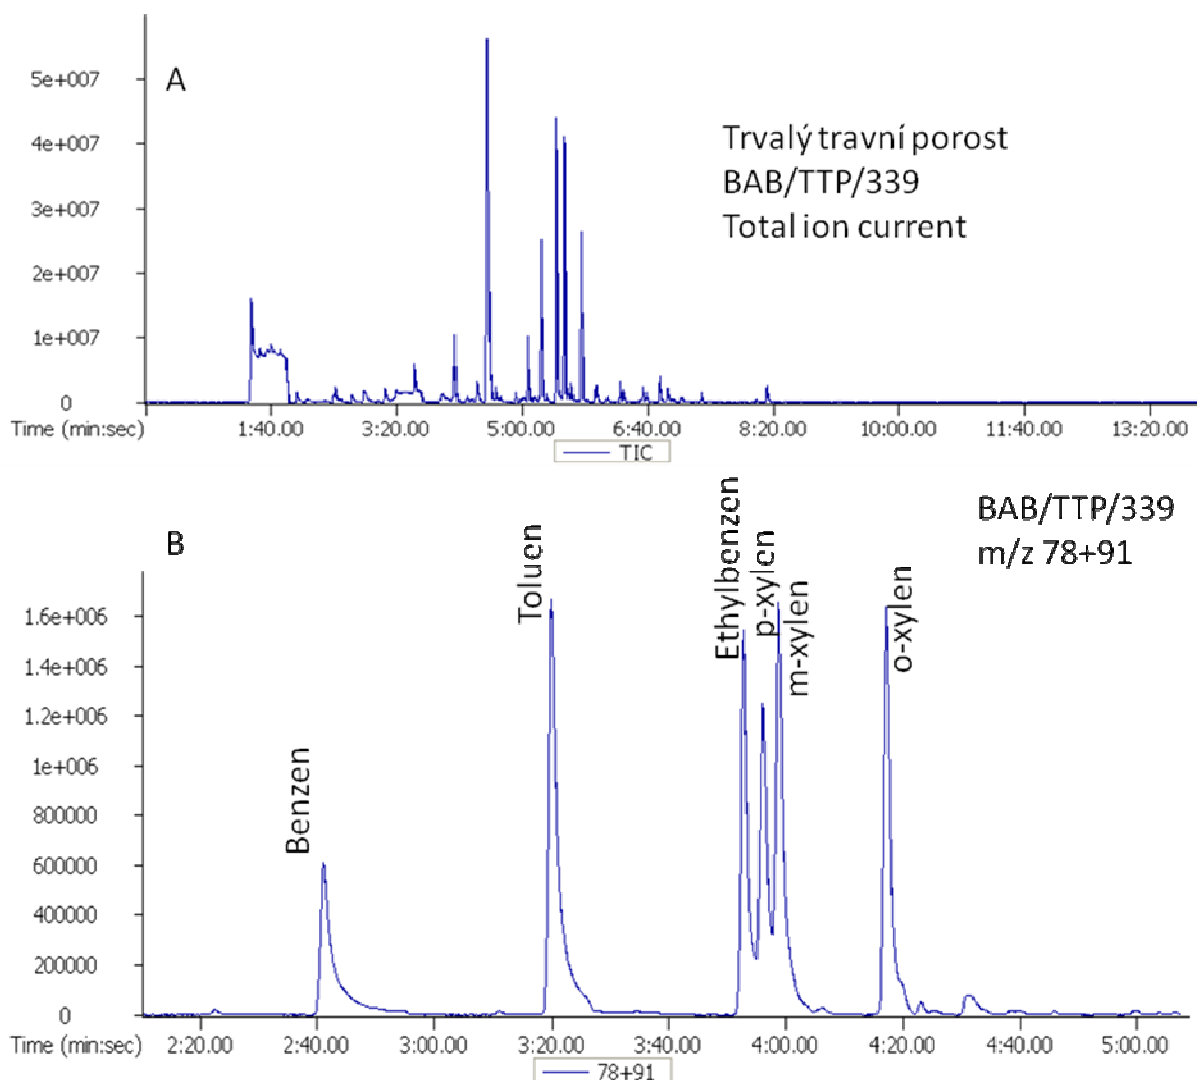 5e+007
A
4e+007
Trvalý travní porost
BAB/TTP/339
3e+007
Total ion current
2e+007
1e+007
0
Time (min:sec) 1:40.00 3:20.00 5:00.00 6:40.00 8:20.00 10:00.00 11:40.00 13:20.00
TIC
B
BAB/TTP/339
m/z 78+91
Benzen
Toluen
Ethylbenzen
p-xylen
m-xylen
o-xylen
1.6e+006
1.4e+006
1.2e+006
1e+006
800000
600000
400000
200000
0
Time (min:sec) 2:20.00 2:40.00 3:00.00 3:20.00 3:40.00 4:00.00 4:20.00 4:40.00 5:00.00
78+91